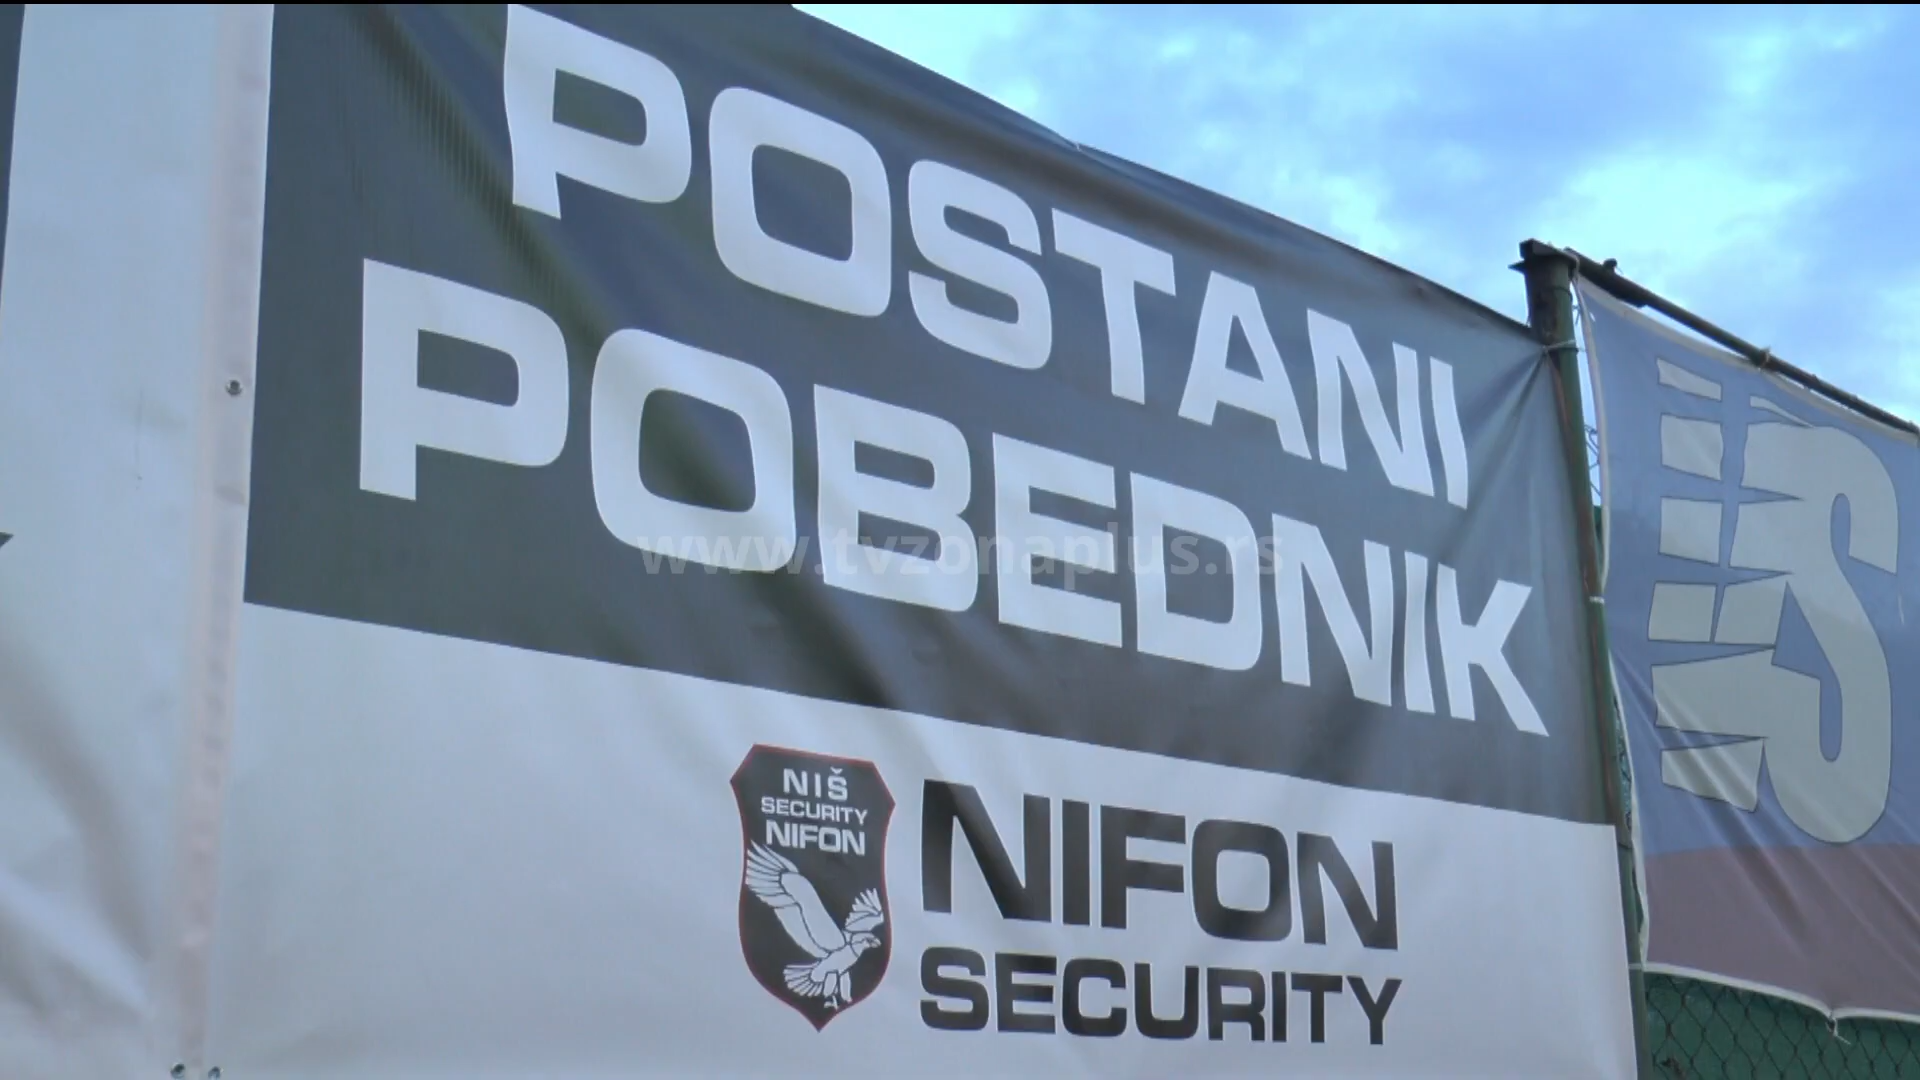 POSTANI
POBEDNIK
www.tvzonaplus.rs
NIŠ
SECURITY
NIFON
NIFON
SECURITY